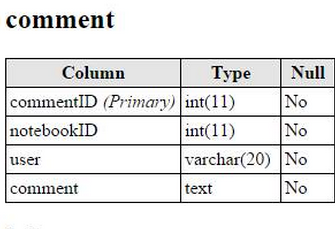 comment
Column Type Null
commentID (Primary) int(11) No
notebookID int(11) No
user varchar(20) No
comment text No